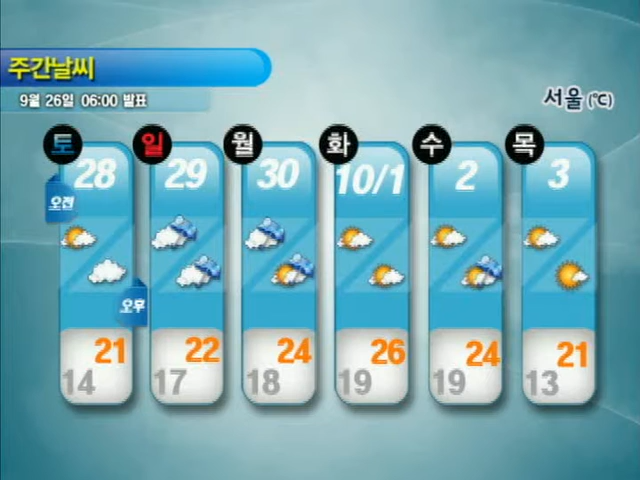 주간날씨
9월 26일 06:00 발표
서울 (℃)
토 일 월 화 수 목
28 29 30 10/1 2 3
오전
오후
21 22 24 26 24 21
14 17 18 19 19 13